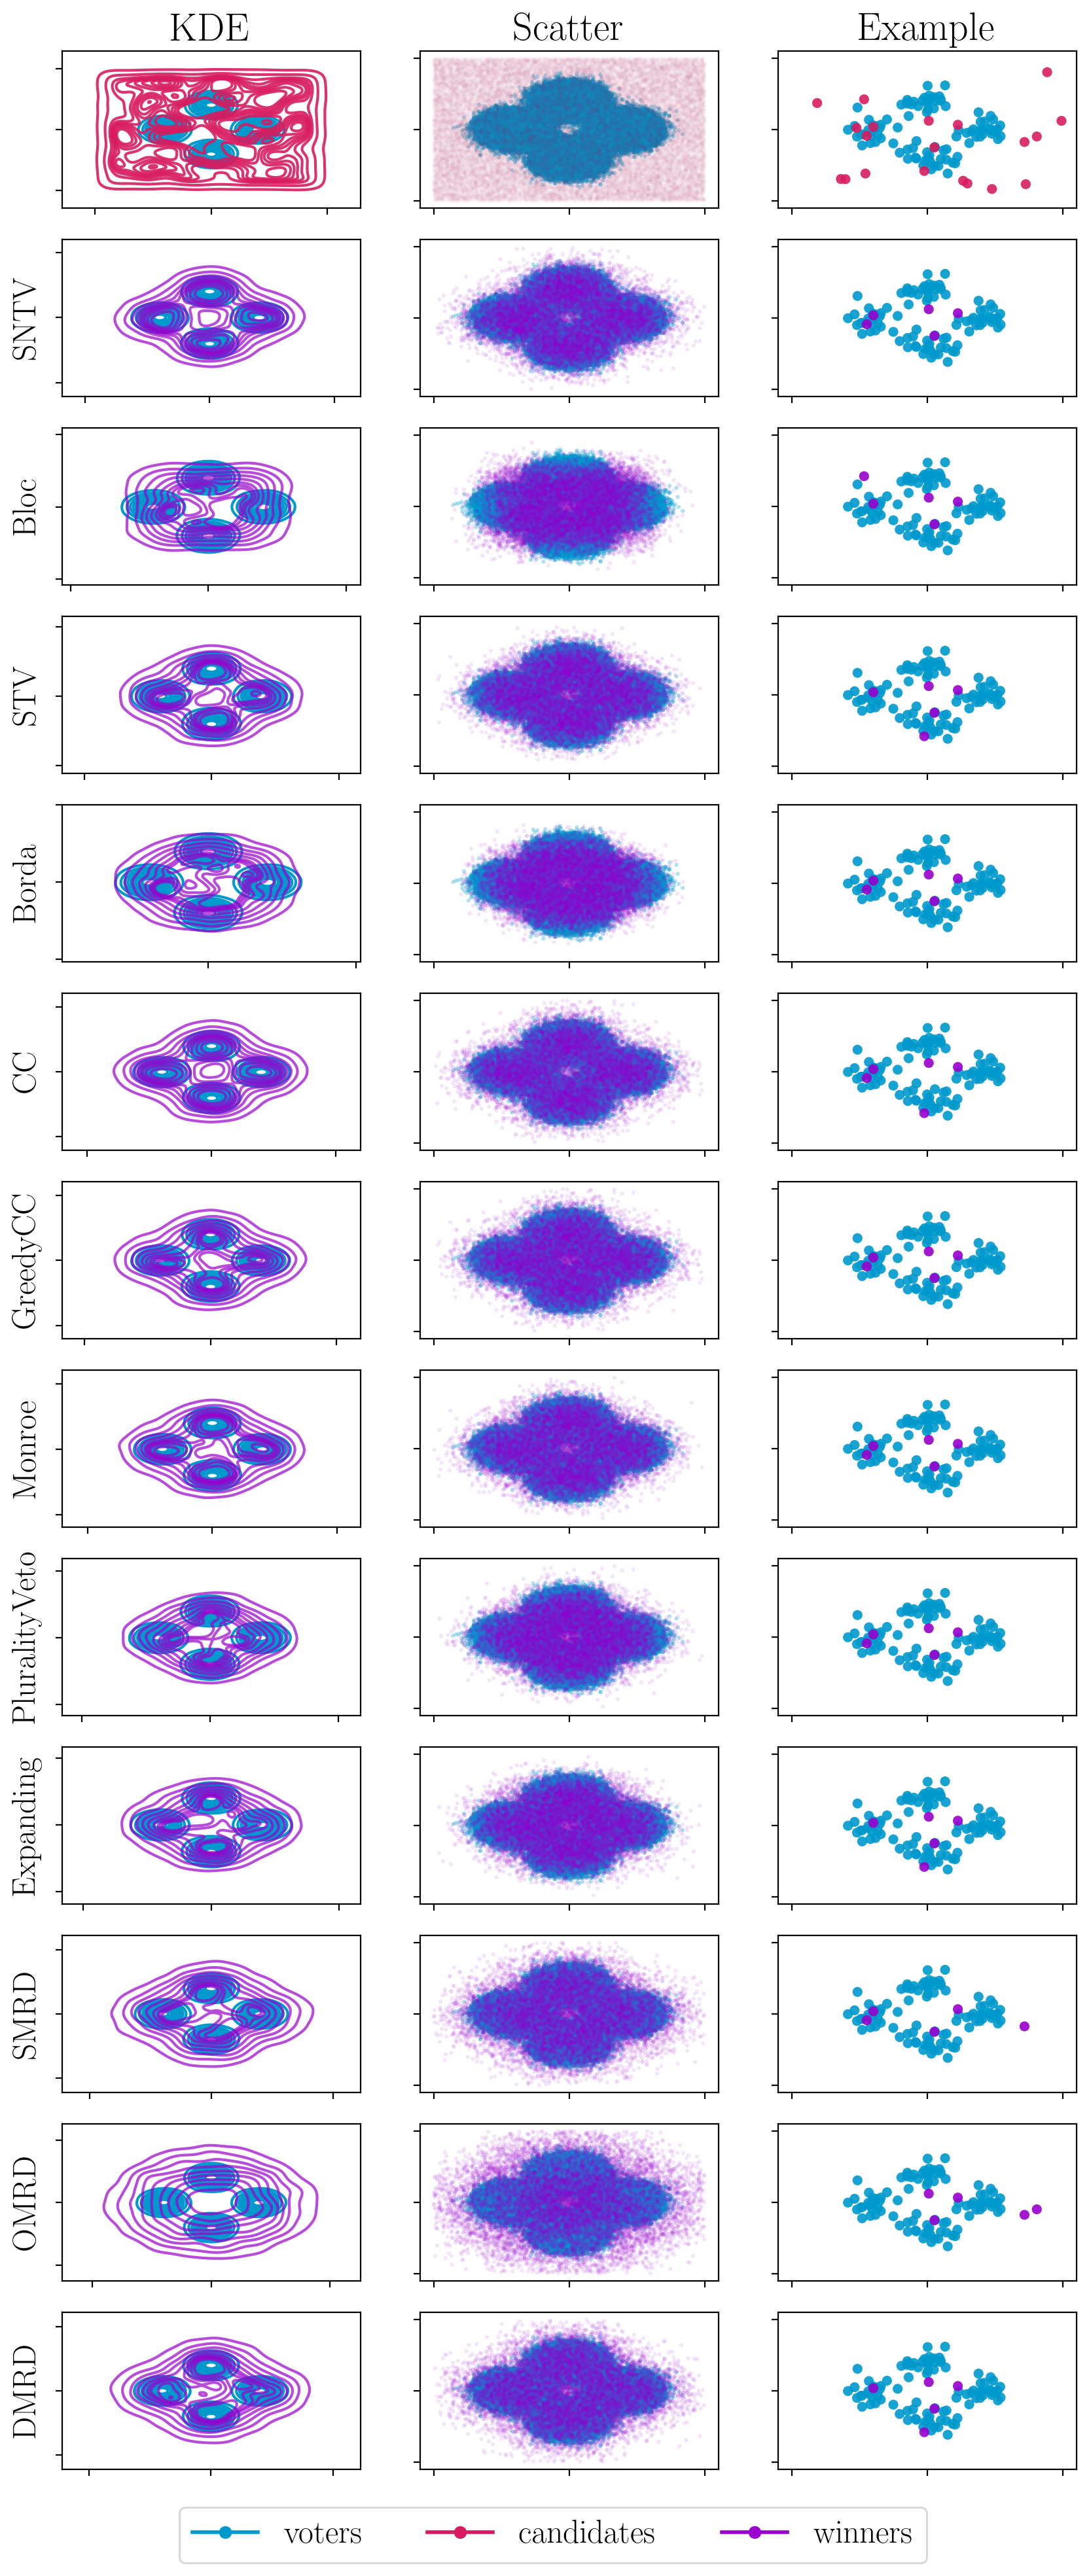 KDE Scatter Example
SNTV
Bloc
STV
Borda
CC
GreedyCC
Monroe
PluralityVeto
Expanding
SMRD
OMRD
DMRD
voters candidates winners